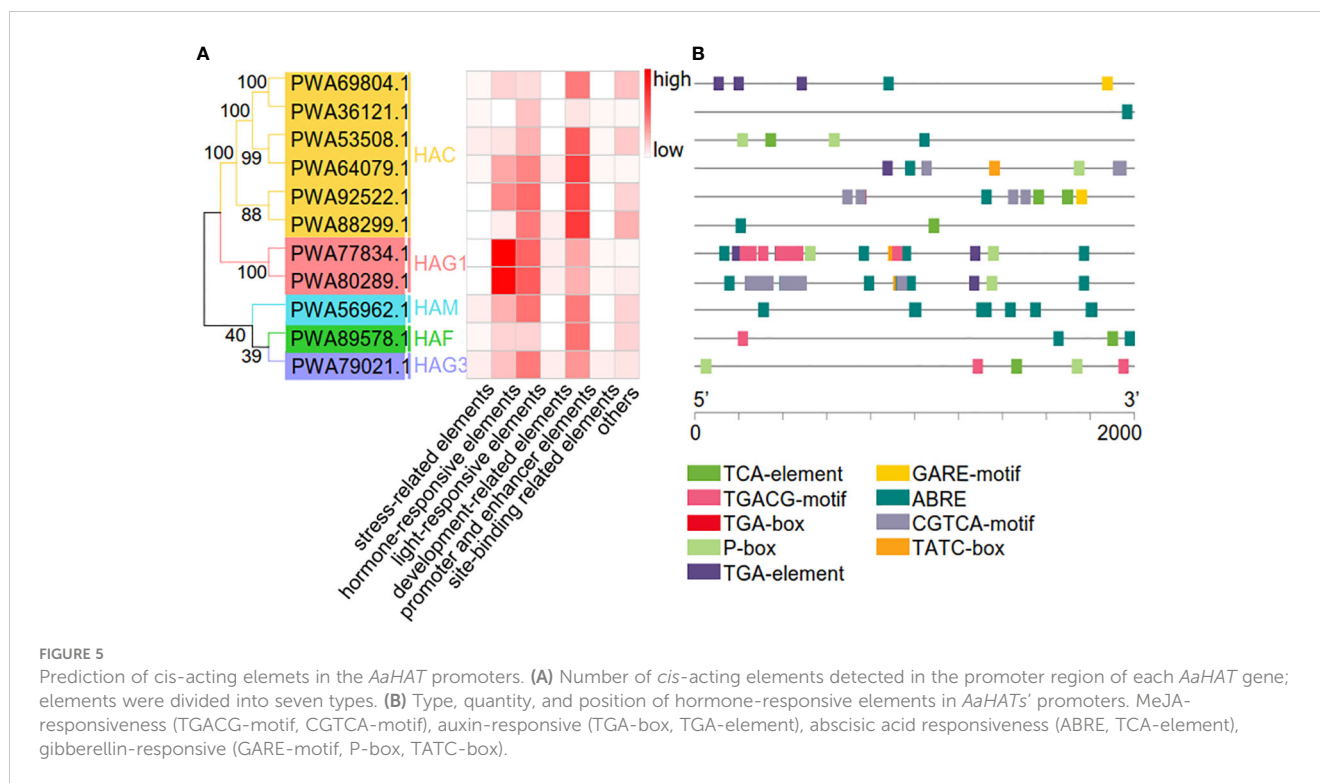 A
B
100
PWA69804.1
100
PWA36121.1
100
PWA53508.1
99
HAC
PWA64079.1
PWA92522.1
88
PWA88299.1
PWA77834.1
HAG1
100
PWA80289.1
PWA56962.1
HAM
40
PWA89578.1
HAF
39
PWA79021.1
HAG3
high
low
stress-related elements
hormone-responsive elements
light-responsive elements
development-related elements
promoter and enhancer elements
site-binding related elements
others
5’
3’
0
2000
TCA-element
TGACG-motif
TGA-box
P-box
TGA-element
GARE-motif
ABRE
CGTCA-motif
TATC-box
FIGURE 5
Prediction of cis-acting elemets in the AaHAT promoters. (A) Number of cis-acting elements detected in the promoter region of each AaHAT gene;
elements were divided into seven types. (B) Type, quantity, and position of hormone-responsive elements in AaHATs’ promoters. MeJA-
responsiveness (TGACG-motif, CGTCA-motif), auxin-responsive (TGA-box, TGA-element), abscisic acid responsiveness (ABRE, TCA-element),
gibberellin-responsive (GARE-motif, P-box, TATC-box).